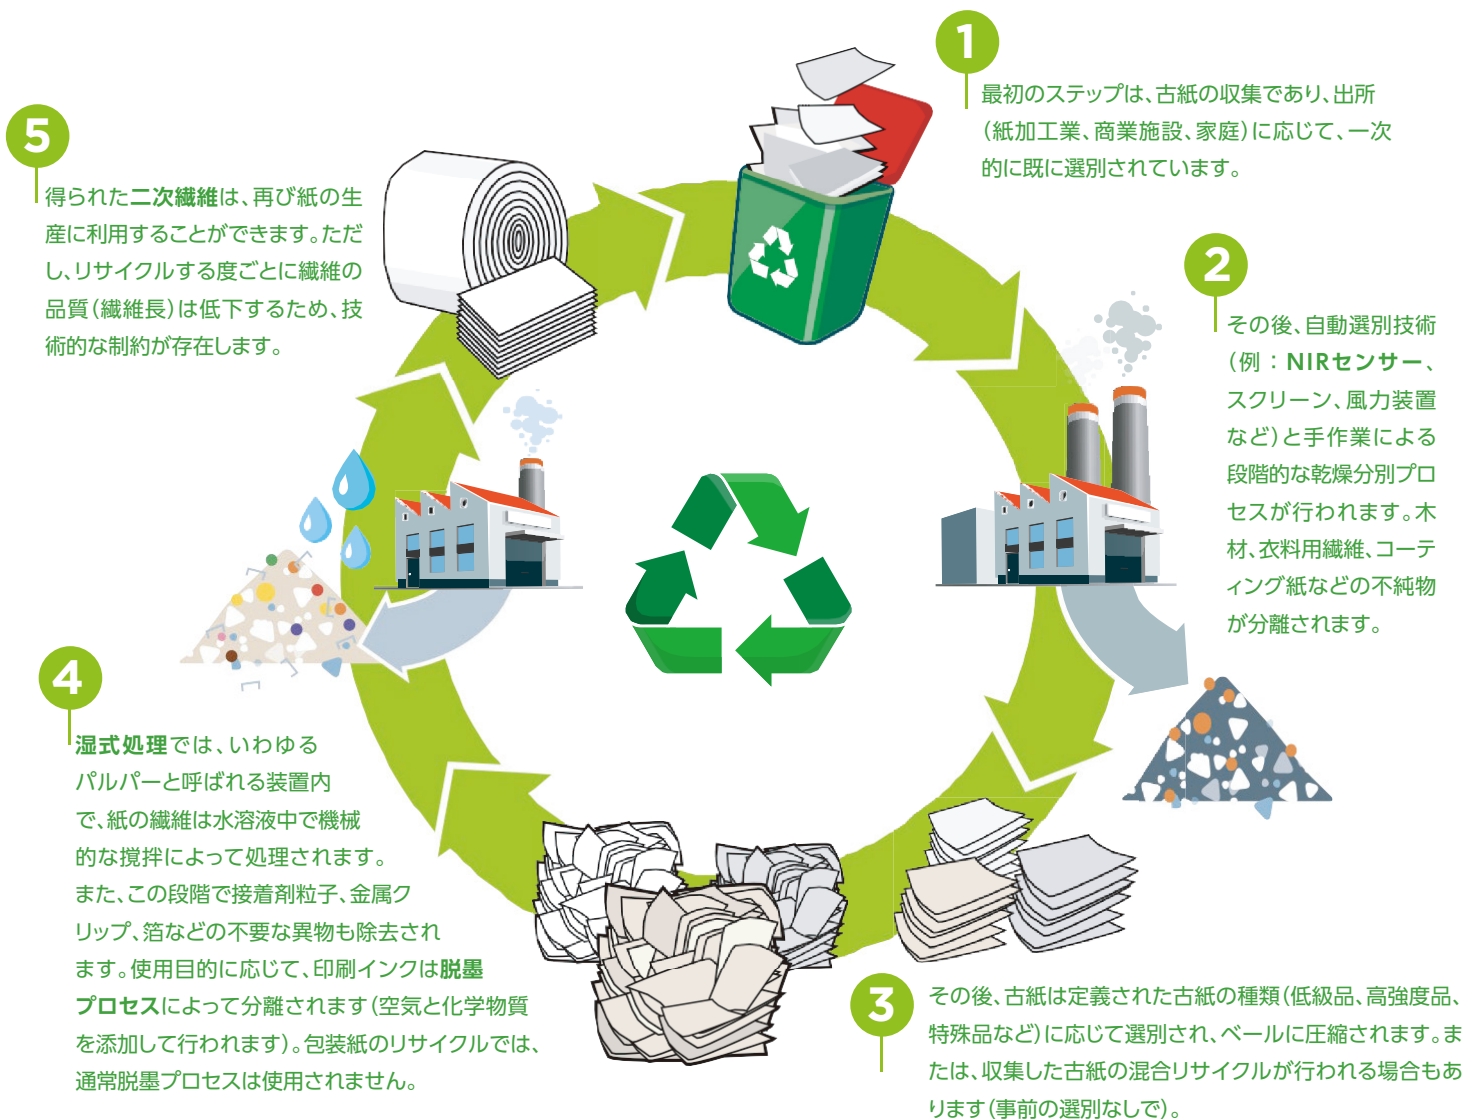 1
最初のステップは、古紙の収集であり、出所
（紙加工業、商業施設、家庭）に応じて、一次
的に既に選別されています。
2
その後、自動選別技術
（例：NIRセンサー、
スクリーン、風力装置
など）と手作業による
段階的な乾燥分別プロ
セスが行われます。木
材、衣料用繊維、コーテ
ィング紙などの不純物
が分離されます。
3
その後、古紙は定義された古紙の種類（低級品、高強度品、
特殊品など）に応じて選別され、ベールに圧縮されます。ま
たは、収集した古紙の混合リサイクルが行われる場合もあ
ります（事前の選別なしで）。
4
湿式処理では、いわゆる
パルパーと呼ばれる装置内
で、紙の繊維は水溶液中で機械
的な撹拌によって処理されます。
また、この段階で接着剤粒子、金属ク
リップ、箔などの不要な異物も除去され
ます。使用目的に応じて、印刷インクは脱墨
プロセスによって分離されます（空気と化学物質
を添加して行われます）。包装紙のリサイクルでは、
通常脱墨プロセスは使用されません。
5
得られた二次繊維は、再び紙の生
産に利用することができます。ただ
し、リサイクルする度ごとに繊維の
品質（繊維長）は低下するため、技
術的な制約が存在します。